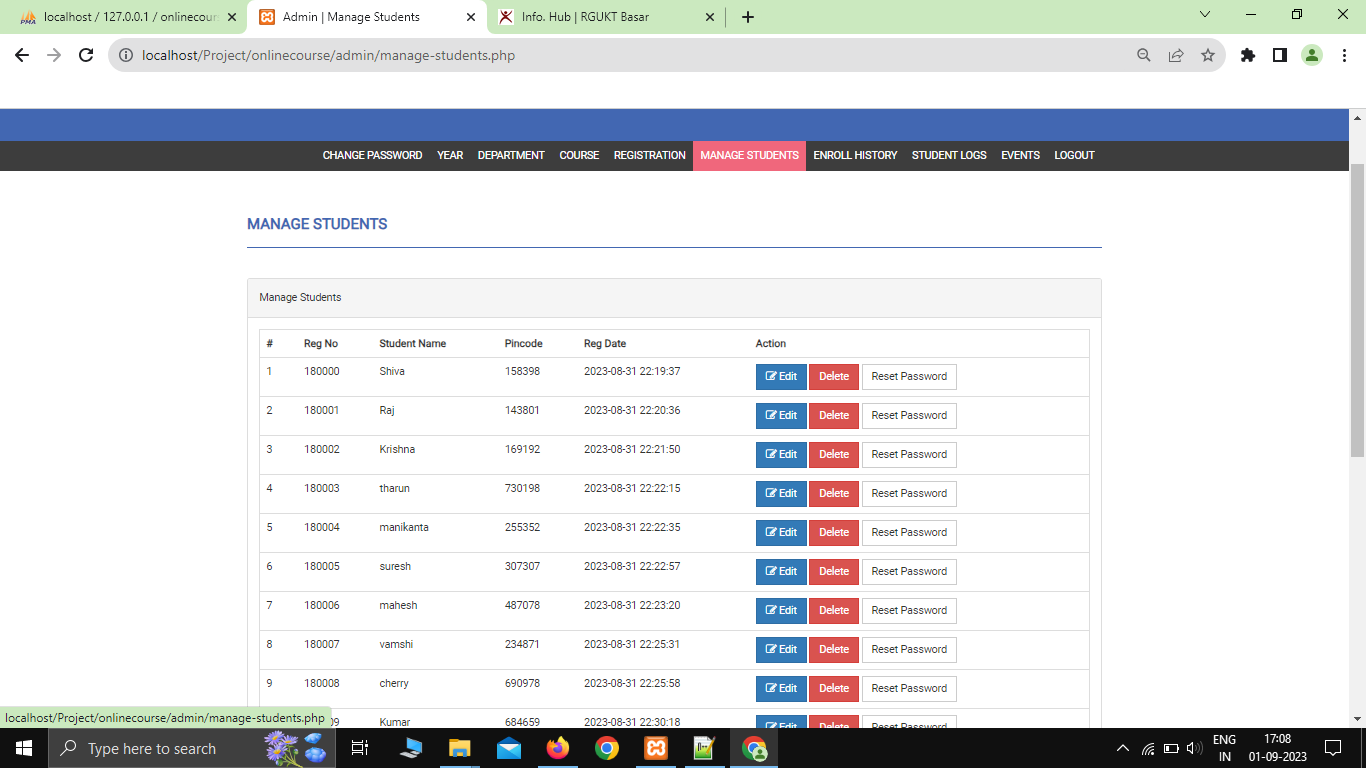 localhost / 127.0.0.1 / onlinecour
Admin | Manage Students
Info. Hub | RGUKT Basar
localhost/Project/onlinecourse/admin/manage-students.php
CHANGE PASSWORD YEAR DEPARTMENT COURSE REGISTRATION MANAGE STUDENTS ENROLL HISTORY STUDENT LOGS EVENTS LOGOUT
MANAGE STUDENTS
Manage Students
# Reg No Student Name Pincode Reg Date Action
1 180000 Shiva 158398 2023-08-31 22:19:37 Edit Delete Reset Password
2 180001 Raj 143801 2023-08-31 22:20:36 Edit Delete Reset Password
3 180002 Krishna 169192 2023-08-31 22:21:50 Edit Delete Reset Password
4 180003 tharun 730198 2023-08-31 22:22:15 Edit Delete Reset Password
5 180004 manikanta 255352 2023-08-31 22:22:35 Edit Delete Reset Password
6 180005 suresh 307307 2023-08-31 22:22:57 Edit Delete Reset Password
7 180006 mahesh 487078 2023-08-31 22:23:20 Edit Delete Reset Password
8 180007 vamshi 234871 2023-08-31 22:25:31 Edit Delete Reset Password
9 180008 cherry 690978 2023-08-31 22:25:58 Edit Delete Reset Password
Kumar 684659 2023-08-31 22:30:18 Edit Delete Reset Password
localhost/Project/onlinecourse/admin/manage-students.php
Type here to search
ENG
IN
17:08
01-09-2023